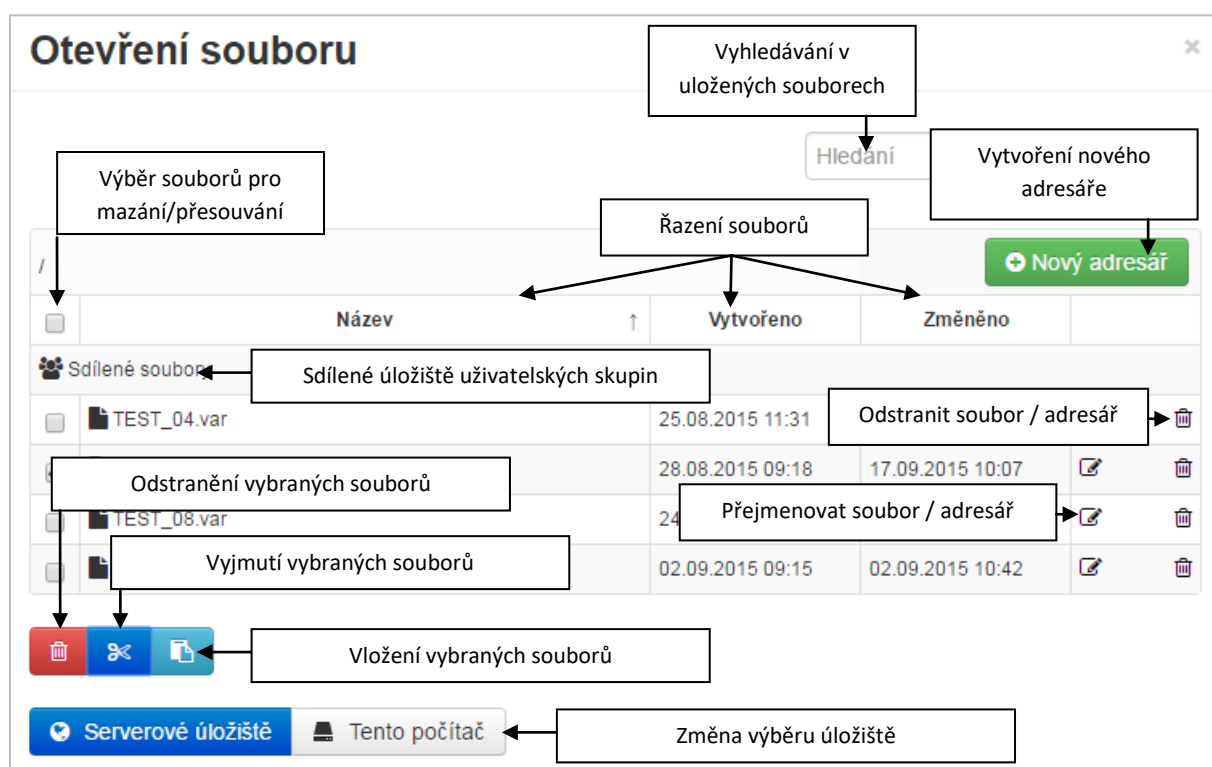 Otevření souboru
×
Vyhledávání v
uložených souborech
Hledání
Vytvoření nového
adresáře
Výběr souborů pro
mazání/přesouvání
Řazení souborů
/
Nový adresář
Název ↑ Vytvořeno Změněno
Sdílené soubory
Sdílené úložiště uživatelských skupin
TEST_04.var 25.08.2015 11:31
Odstranit soubor / adresář
28.08.2015 09:18 17.09.2015 10:07
Odstranění vybraných souborů
TEST_08.var 24
Přejmenovat soubor / adresář
Vyjmutí vybraných souborů
02.09.2015 09:15 02.09.2015 10:42
Vložení vybraných souborů
Serverové úložiště Tento počítač
Změna výběru úložiště